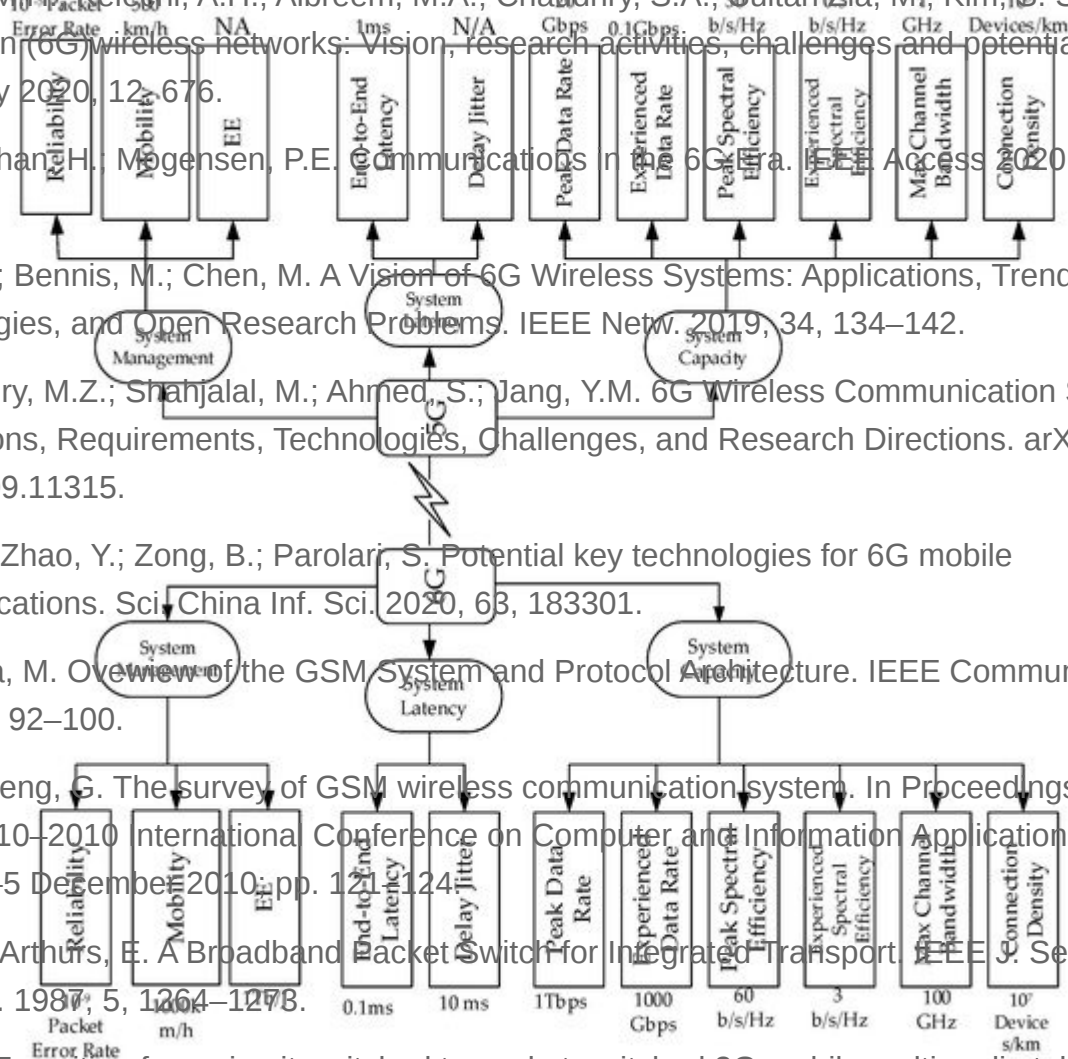 Packet
Error Rate km/h NA 1ms N/A Gbps 0.1Gbps b/s/Hz b/s/Hz GHz Devices/km
n (6G)wireless networks: Vision, research activities, challenges and potentia
Reliability Mobility EE End-to-End Latency Delay Jitter Peak Data Rate Experienced Data Rate Peak Spectral Efficiency Experienced Spectral Efficiency Max Channel Bandwidth Connection Density
y 2020, 12, 676.
han, H.; Mogensen, P.E. Communications in the 6G Era. IEEE Access 2020
; Bennis, M.; Chen, M. A Vision of 6G Wireless Systems: Applications, Trend
System Latency
gies, and Open Research Problems. IEEE Netw. 2019, 34, 134–142.
System Management
System Capacity
ry, M.Z.; Shahjalal, M.; Ahmed, S.; Jang, Y.M. 6G Wireless Communication S
5G
ons, Requirements, Technologies, Challenges, and Research Directions. arX
9.11315.
Zhao, Y.; Zong, B.; Parolari, S. Potential key technologies for 6G mobile
6G
cations. Sci. China Inf. Sci. 2020, 63, 183301.
System Management
System Latency
System Capacity
a, M. Overview of the GSM System and Protocol Architecture. IEEE Commun
92–100.
eng, G. The survey of GSM wireless communication system. In Proceedings
10–2010 International Conference on Computer and Information Application
Reliability Mobility EE End-to-End Latency Delay Jitter Peak Data Rate Experienced Data Rate Peak Spectral Efficiency Experienced Spectral Efficiency Max Channel Bandwidth Connection Density
–5 December 2010; pp. 121–124.
Arthurs, E. A Broadband Packet Switch for Integrated Transport. IEEE J. Se
. 1987, 5, 1264–1273.
Packet Error Rate
m/h
0.1ms
10 ms
1Tbps
1000 Gbps
60 b/s/Hz
3 b/s/Hz
100 GHz
10⁷ Device s/km